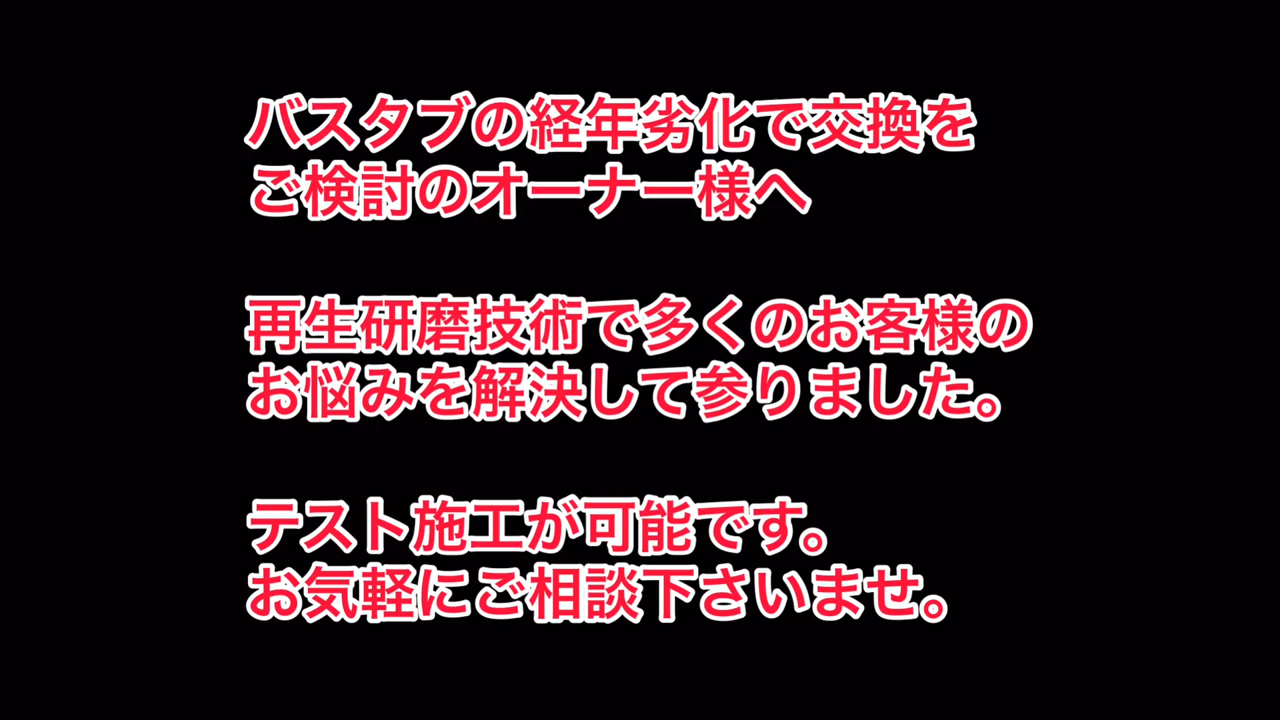 バスタブの経年劣化で交換を
ご検討のオーナー様へ
再生研磨技術で多くのお客様の
お悩みを解決して参りました。
テスト施工が可能です。
お気軽にご相談下さいませ。